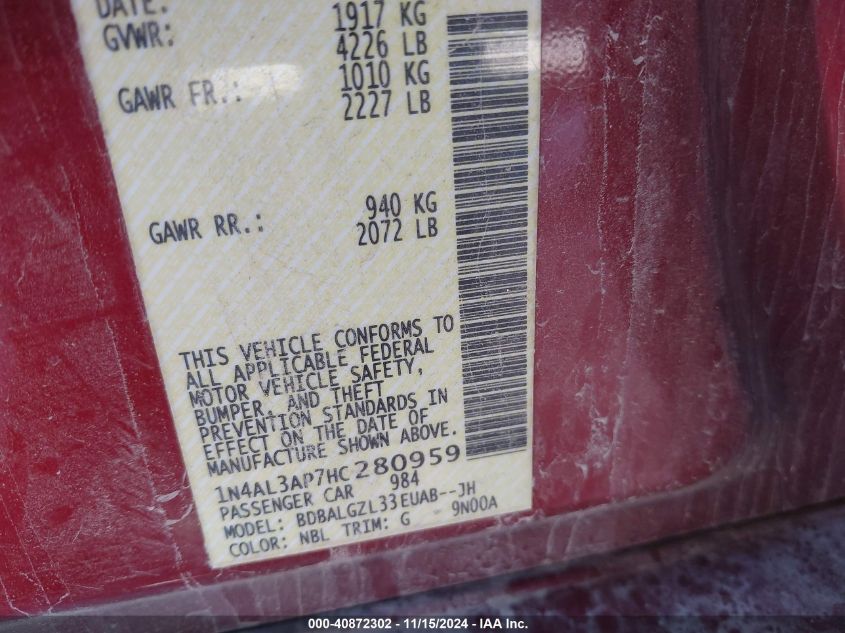 DATE:
GVWR: 1917 KG
4226 LB
GAWR FR.: 1010 KG
2227 LB
GAWR RR.: 940 KG
2072 LB
THIS VEHICLE CONFORMS TO
ALL APPLICABLE FEDERAL
MOTOR VEHICLE SAFETY,
BUMPER, AND THEFT
PREVENTION STANDARDS IN
EFFECT ON THE DATE OF
MANUFACTURE SHOWN ABOVE.
1N4AL3AP7HC280959
PASSENGER CAR 984
MODEL: BDBALGZL33EUAB--JH
COLOR: NBL TRIM: G - 9N00A
000-40872302 - 11/15/2024 - IAA Inc.